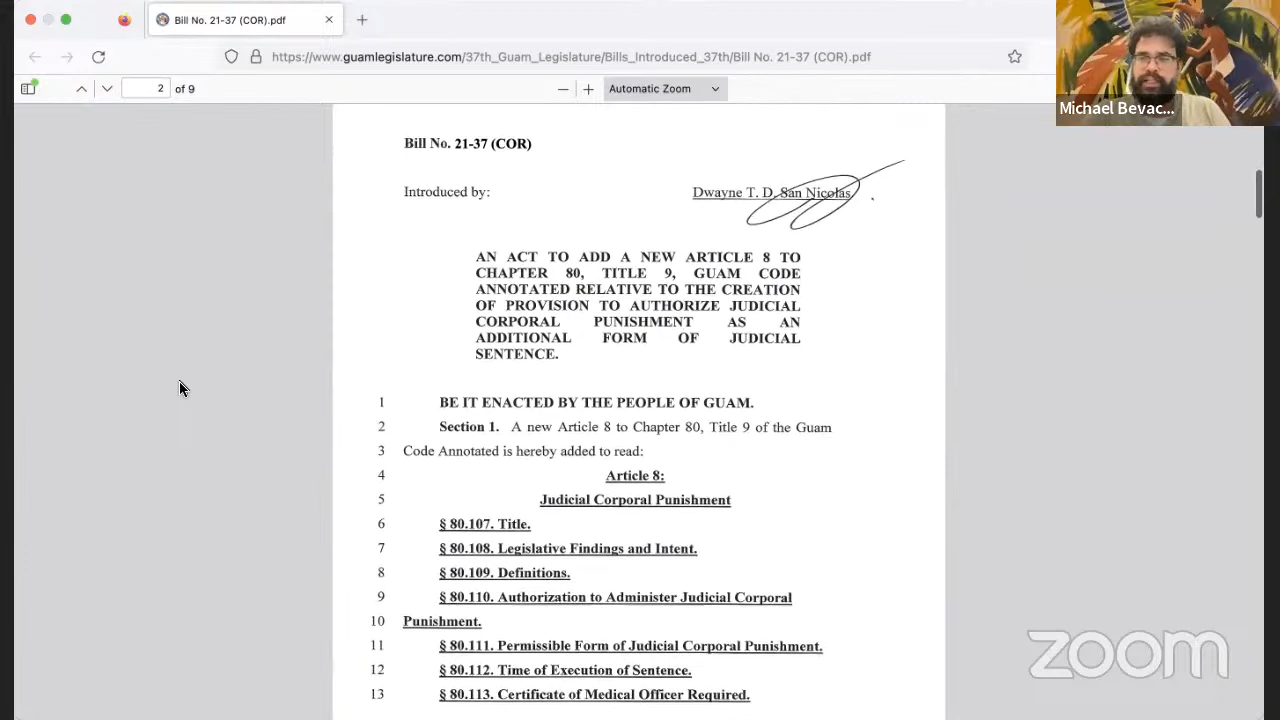 Bill No. 21-37 (COR).pdf
https://www.guamlegislature.com/37th_Guam_Legislature/Bills_Introduced_37th/Bill No. 21-37 (COR).pdf
2 of 9
Automatic Zoom
Michael Bevac...
Bill No. 21-37 (COR)
Introduced by: Dwayne T. D. San Nicolas
AN ACT TO ADD A NEW ARTICLE 8 TO
CHAPTER 80, TITLE 9, GUAM CODE
ANNOTATED RELATIVE TO THE CREATION
OF PROVISION TO AUTHORIZE JUDICIAL
CORPORAL PUNISHMENT AS AN
ADDITIONAL FORM OF JUDICIAL
SENTENCE.
1 BE IT ENACTED BY THE PEOPLE OF GUAM.
2 Section 1. A new Article 8 to Chapter 80, Title 9 of the Guam
3 Code Annotated is hereby added to read:
4 Article 8:
5 Judicial Corporal Punishment
6 § 80.107. Title.
7 § 80.108. Legislative Findings and Intent.
8 § 80.109. Definitions.
9 § 80.110. Authorization to Administer Judicial Corporal
10 Punishment.
11 § 80.111. Permissible Form of Judicial Corporal Punishment.
12 § 80.112. Time of Execution of Sentence.
13 § 80.113. Certificate of Medical Officer Required.
zoom